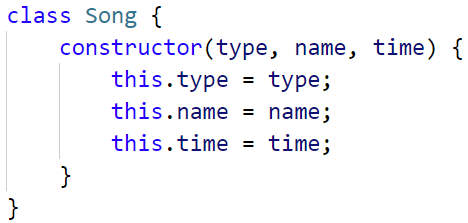 class Song {
    constructor(type, name, time) {
        this.type = type;
        this.name = name;
        this.time = time;
    }
}